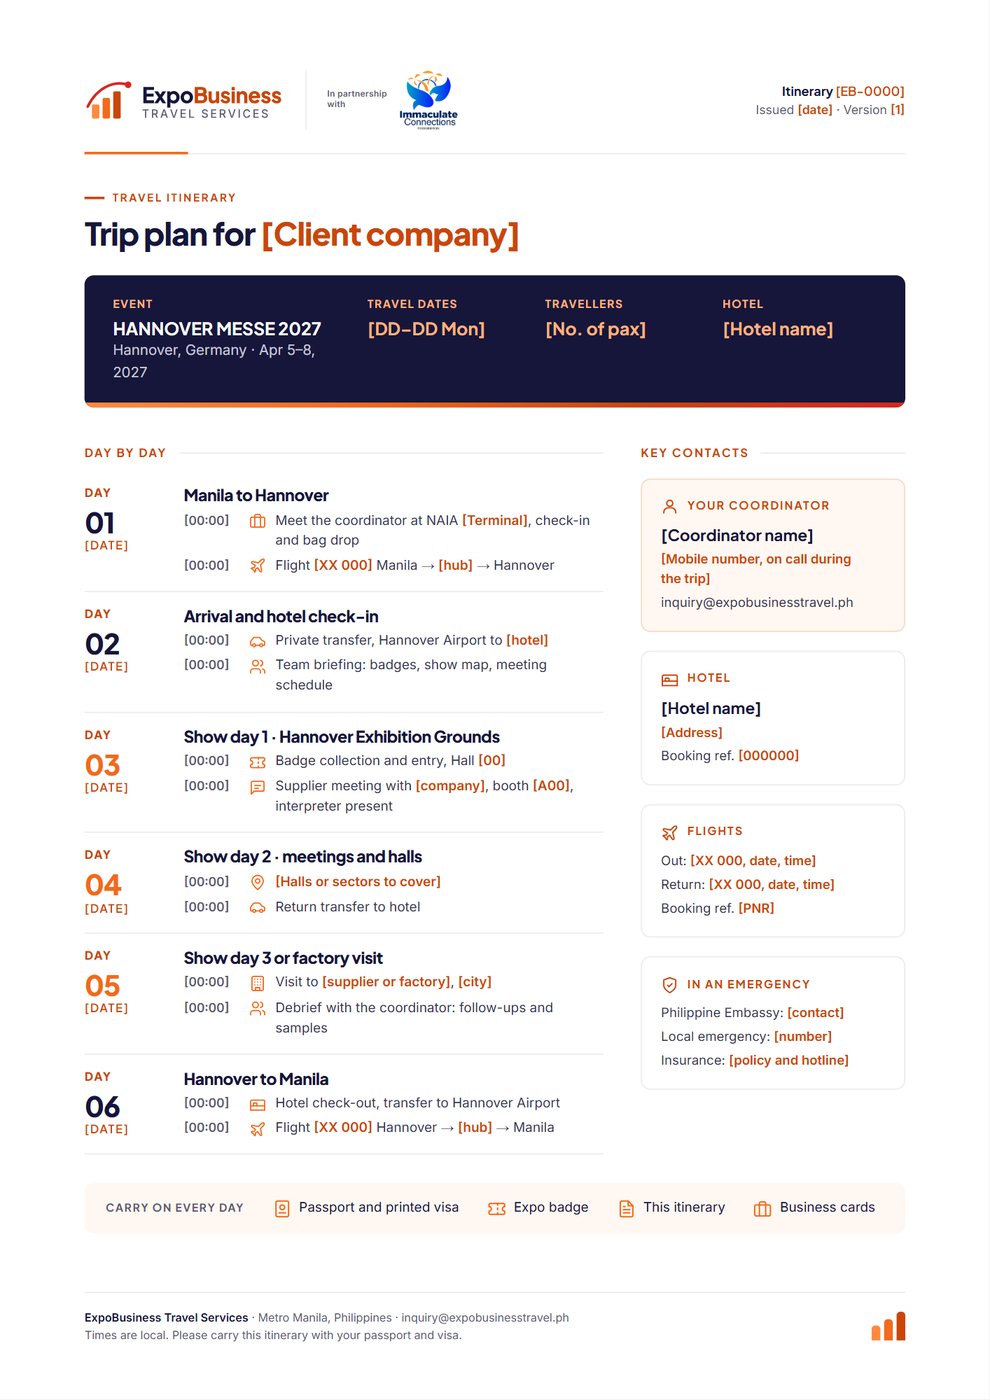 ExpoBusiness
TRAVEL SERVICES
In partnership
with
Immaculate
Connections
Itinerary [EB-0000]
Issued [date] · Version [1]
TRAVEL ITINERARY
Trip plan for [Client company]
EVENT
HANNOVER MESSE 2027
Hannover, Germany · Apr 5–8,
2027
TRAVEL DATES
[DD–DD Mon]
TRAVELLERS
[No. of pax]
HOTEL
[Hotel name]
DAY BY DAY
DAY
01
[DATE]
Manila to Hannover
[00:00] Meet the coordinator at NAIA [Terminal], check-in
and bag drop
[00:00] Flight [XX 000] Manila → [hub] → Hannover
DAY
02
[DATE]
Arrival and hotel check-in
[00:00] Private transfer, Hannover Airport to [hotel]
[00:00] Team briefing: badges, show map, meeting
schedule
DAY
03
[DATE]
Show day 1 · Hannover Exhibition Grounds
[00:00] Badge collection and entry, Hall [00]
[00:00] Supplier meeting with [company], booth [A00],
interpreter present
DAY
04
[DATE]
Show day 2 · meetings and halls
[00:00] [Halls or sectors to cover]
[00:00] Return transfer to hotel
DAY
05
[DATE]
Show day 3 or factory visit
[00:00] Visit to [supplier or factory], [city]
[00:00] Debrief with the coordinator: follow-ups and
samples
DAY
06
[DATE]
Hannover to Manila
[00:00] Hotel check-out, transfer to Hannover Airport
[00:00] Flight [XX 000] Hannover → [hub] → Manila
KEY CONTACTS
YOUR COORDINATOR
[Coordinator name]
[Mobile number, on call during
the trip]
inquiry@expobusinesstravel.ph
HOTEL
[Hotel name]
[Address]
Booking ref. [000000]
FLIGHTS
Out: [XX 000, date, time]
Return: [XX 000, date, time]
Booking ref. [PNR]
IN AN EMERGENCY
Philippine Embassy: [contact]
Local emergency: [number]
Insurance: [policy and hotline]
CARRY ON EVERY DAY Passport and printed visa Expo badge This itinerary Business cards
ExpoBusiness Travel Services · Metro Manila, Philippines · inquiry@expobusinesstravel.ph
Times are local. Please carry this itinerary with your passport and visa.